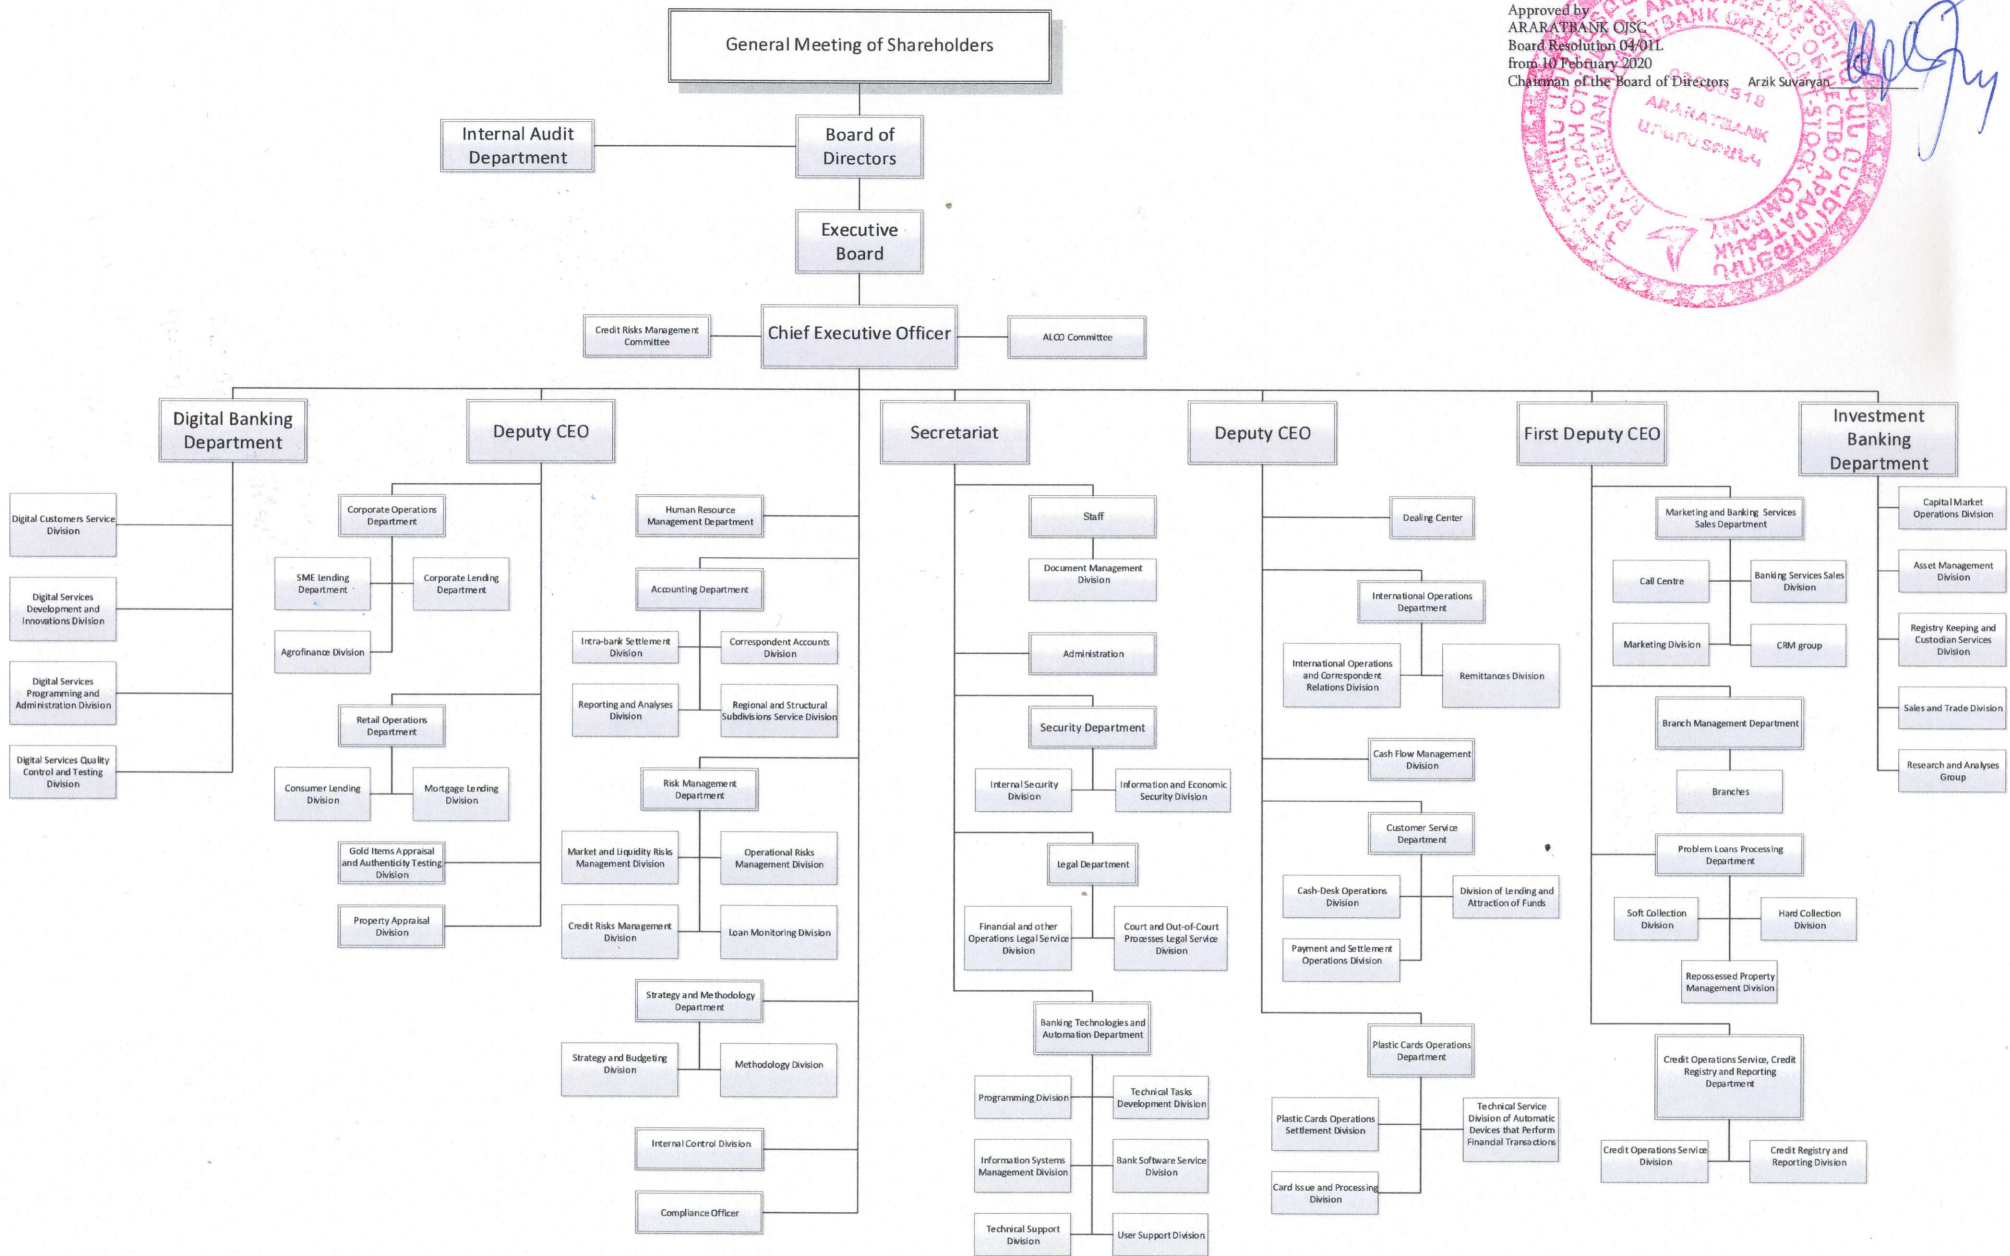 Approved by
ARARATBANK OJSC
Board Resolution 04/01L
from 10 February 2020
Chairman of the Board of Directors Arzik Suvaryan
ARARATBANK
ԱՐԱՐԱՏԲԱՆԿ
General Meeting of Shareholders
Internal Audit
Department
Board of
Directors
Executive
Board
Credit Risks Management
Committee
Chief Executive Officer
ALCO Committee
Digital Banking
Department
Deputy CEO
Secretariat
Deputy CEO
First Deputy CEO
Investment
Banking
Department
Digital Customers Service
Division
Digital Services
Development and
Innovations Division
Digital Services
Programming and
Administration Division
Digital Services Quality
Control and Testing
Division
Corporate Operations
Department
SME Lending
Department
Corporate Lending
Department
Agrofinance Division
Retail Operations
Department
Consumer Lending
Division
Mortgage Lending
Division
Gold Items Appraisal
and Authenticity Testing
Division
Property Appraisal
Division
Human Resource
Management Department
Accounting Department
Intra-bank Settlement
Division
Correspondent Accounts
Division
Reporting and Analyses
Division
Regional and Structural
Subdivisions Service Division
Risk Management
Department
Market and Liquidity Risks
Management Division
Operational Risks
Management Division
Credit Risks Management
Division
Loan Monitoring Division
Strategy and Methodology
Department
Strategy and Budgeting
Division
Methodology Division
Internal Control Division
Compliance Officer
Staff
Document Management
Division
Administration
Security Department
Internal Security
Division
Information and Economic
Security Division
Legal Department
Financial and other
Operations Legal Service
Division
Court and Out-of-Court
Processes Legal Service
Division
Banking Technologies and
Automation Department
Programming Division
Technical Tasks
Development Division
Information Systems
Management Division
Bank Software Service
Division
Technical Support
Division
User Support Division
Dealing Center
International Operations
Department
International Operations
and Correspondent
Relations Division
Remittances Division
Cash Flow Management
Division
Customer Service
Department
Cash-Desk Operations
Division
Division of Lending and
Attraction of Funds
Payment and Settlement
Operations Division
Plastic Cards Operations
Department
Plastic Cards Operations
Settlement Division
Technical Service
Division of Automatic
Devices that Perform
Financial Transactions
Card Issue and Processing
Division
Marketing and Banking Services
Sales Department
Call Centre
Banking Services Sales
Division
Marketing Division
CRM group
Branch Management Department
Branches
Problem Loans Processing
Department
Soft Collection
Division
Hard Collection
Division
Repossessed Property
Management Division
Credit Operations Service, Credit
Registry and Reporting
Department
Credit Operations Service
Division
Credit Registry and
Reporting Division
Capital Market
Operations Division
Asset Management
Division
Registry Keeping and
Custodian Services
Division
Sales and Trade Division
Research and Analyses
Group